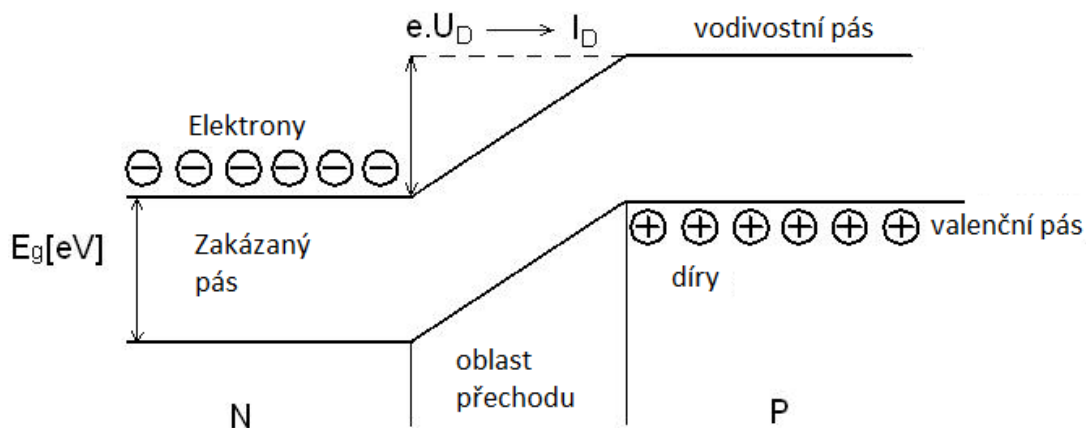 e.U_D → I_D
vodivostní pás
Elektrony
E_g[eV]
Zakázaný
pás
valenční pás
díry
oblast
přechodu
N
P